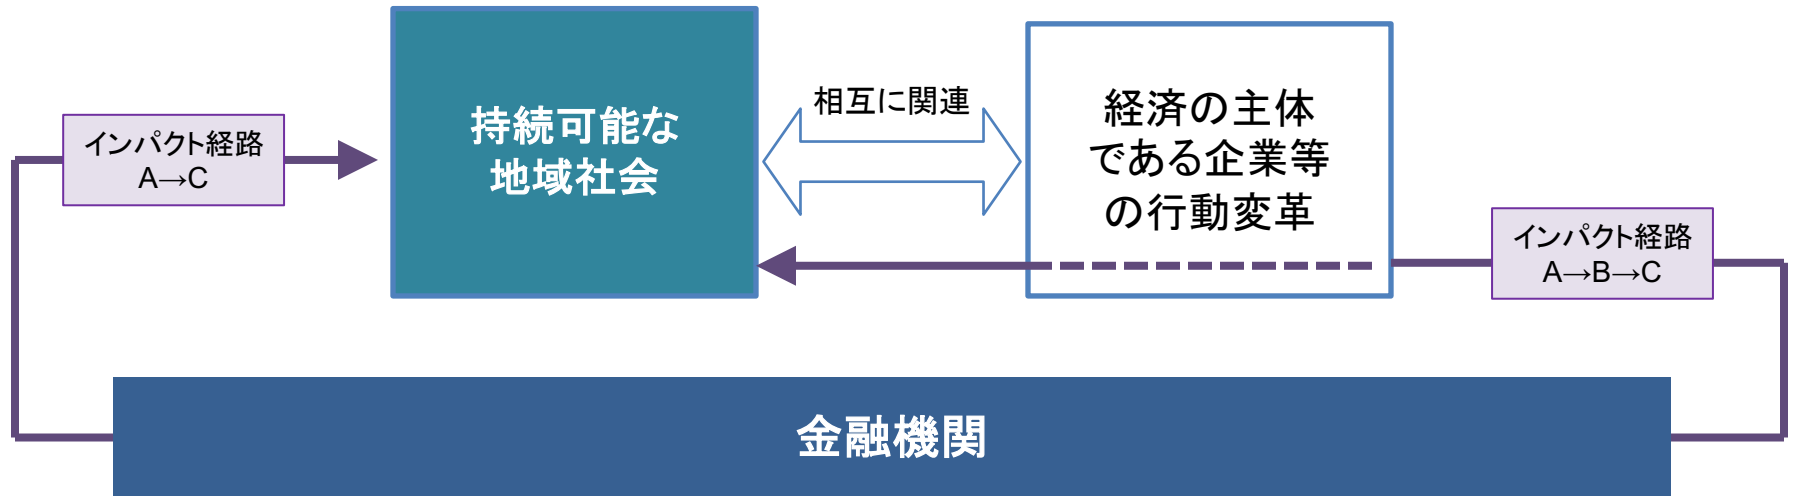 持続可能な
地域社会
相互に関連
経済の主体
である企業等
の行動変革
インパクト経路
A→C
インパクト経路
A→B→C
金融機関